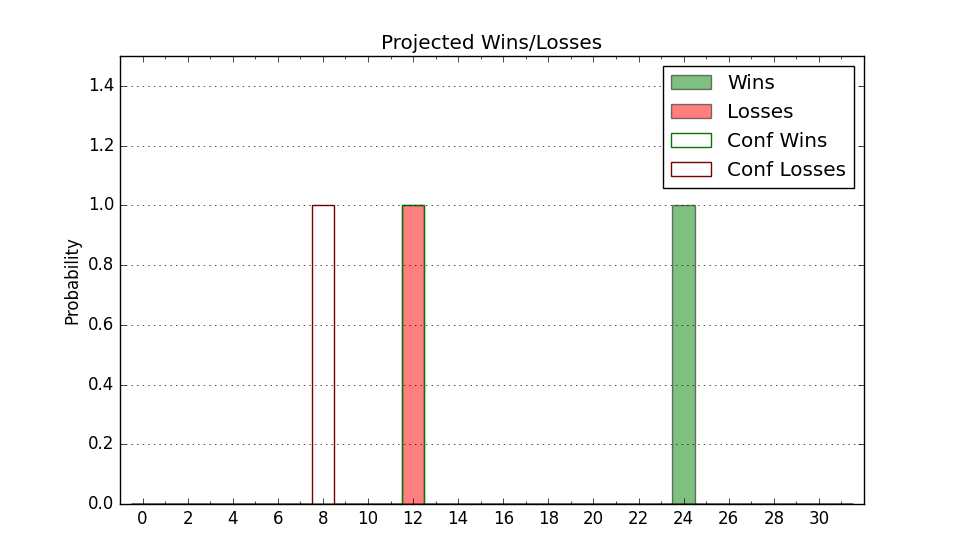 Projected Wins/Losses
Wins
Losses
Conf Wins
Conf Losses
1.4
1.2
1.0
0.8
0.6
0.4
0.2
0.0
Probability
0 2 4 6 8 10 12 14 16 18 20 22 24 26 28 30